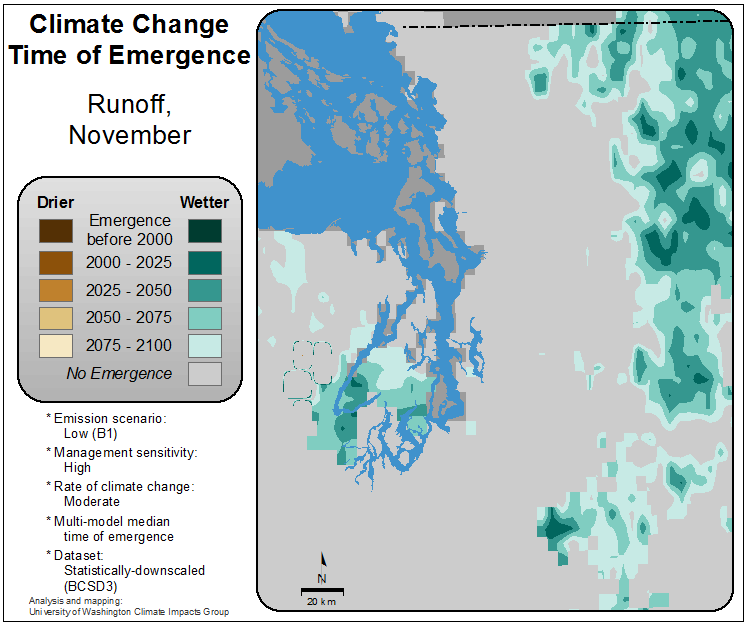 Climate Change
Time of Emergence
Runoff,
November
Drier Wetter
Emergence
before 2000
2000 - 2025
2025 - 2050
2050 - 2075
2075 - 2100
No Emergence
* Emission scenario:
Low (B1)
* Management sensitivity:
High
* Rate of climate change:
Moderate
* Multi-model median
time of emergence
* Dataset:
Statistically-downscaled
(BCSD3)
Analysis and mapping:
University of Washington Climate Impacts Group
N
20 km